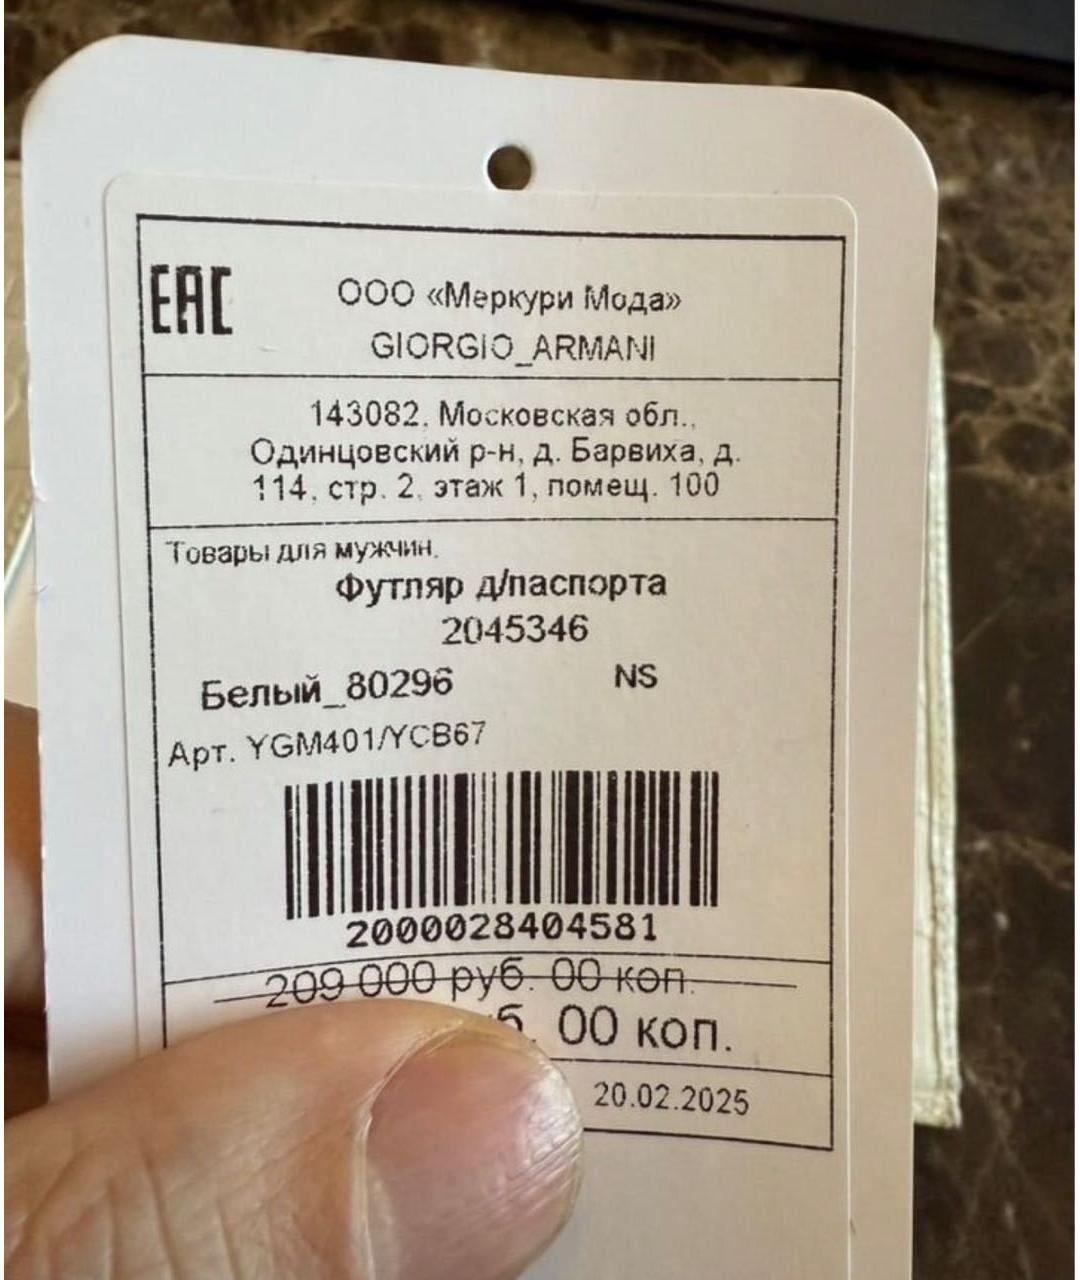 EAC
ООО «Меркури Мода»
GIORGIO_ARMANI
143082, Московская обл.,
Одинцовский р-н, д. Барвиха, д.
114, стр. 2, этаж 1, помещ. 100
Товары для мужчин.
Футляр д/паспорта
2045346
Белый_80296 NS
Арт. YGM401/YCB67
2000028404581
209 000 руб. 00 коп.
б. 00 коп.
20.02.2025